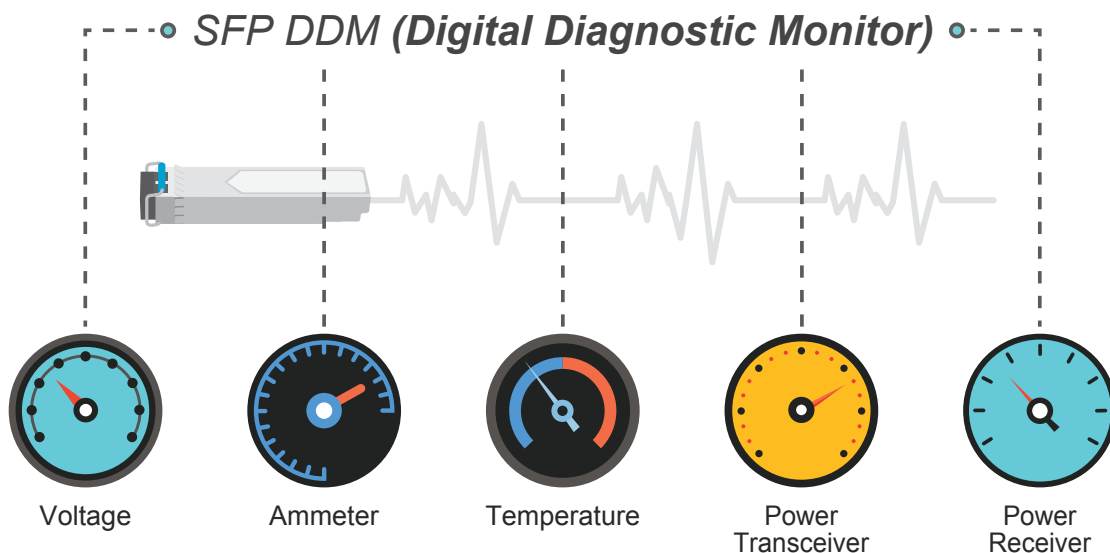 SFP DDM (Digital Diagnostic Monitor)
Voltage
Ammeter
Temperature
Power
Transceiver
Power
Receiver